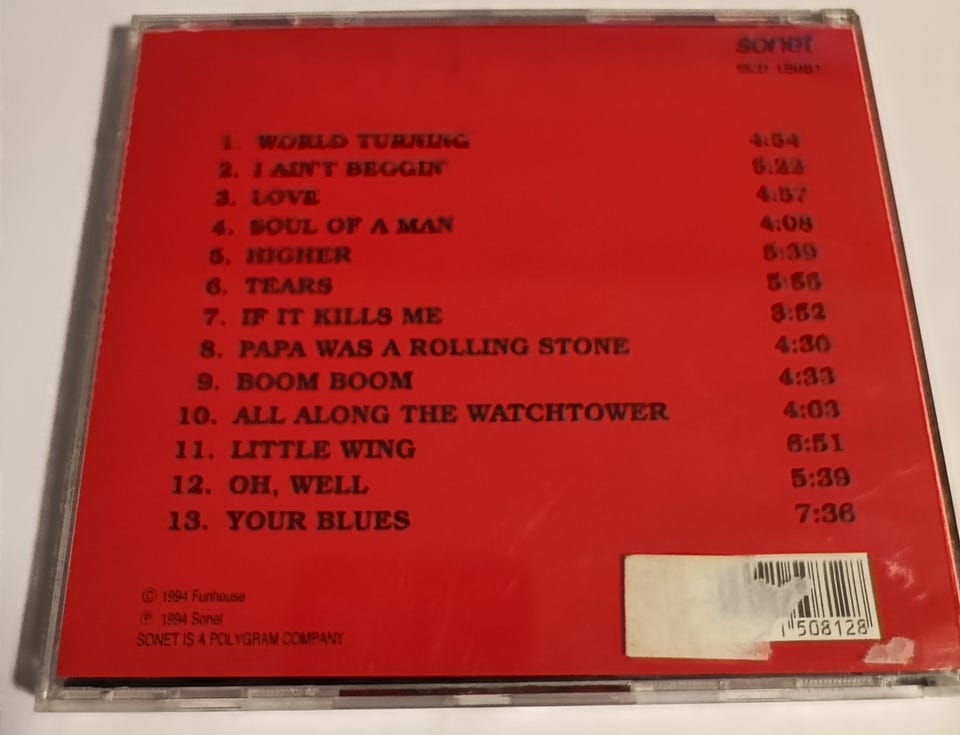 sonet
1. WORLD TURNING 4:54
2. I AIN'T BEGGIN' 5:22
3. LOVE 4:57
4. SOUL OF A MAN 4:08
5. HIGHER 5:39
6. TEARS
7. IF IT KILLS ME 3:52
8. PAPA WAS A ROLLING STONE 4:30
9. BOOM BOOM 4:33
10. ALL ALONG THE WATCHTOWER 4:03
11. LITTLE WING 6:51
12. OH, WELL 5:39
13. YOUR BLUES 7:36
© 1994 Funhouse
℗ 1994 Sonet
SONET IS A POLYGRAM COMPANY
508128